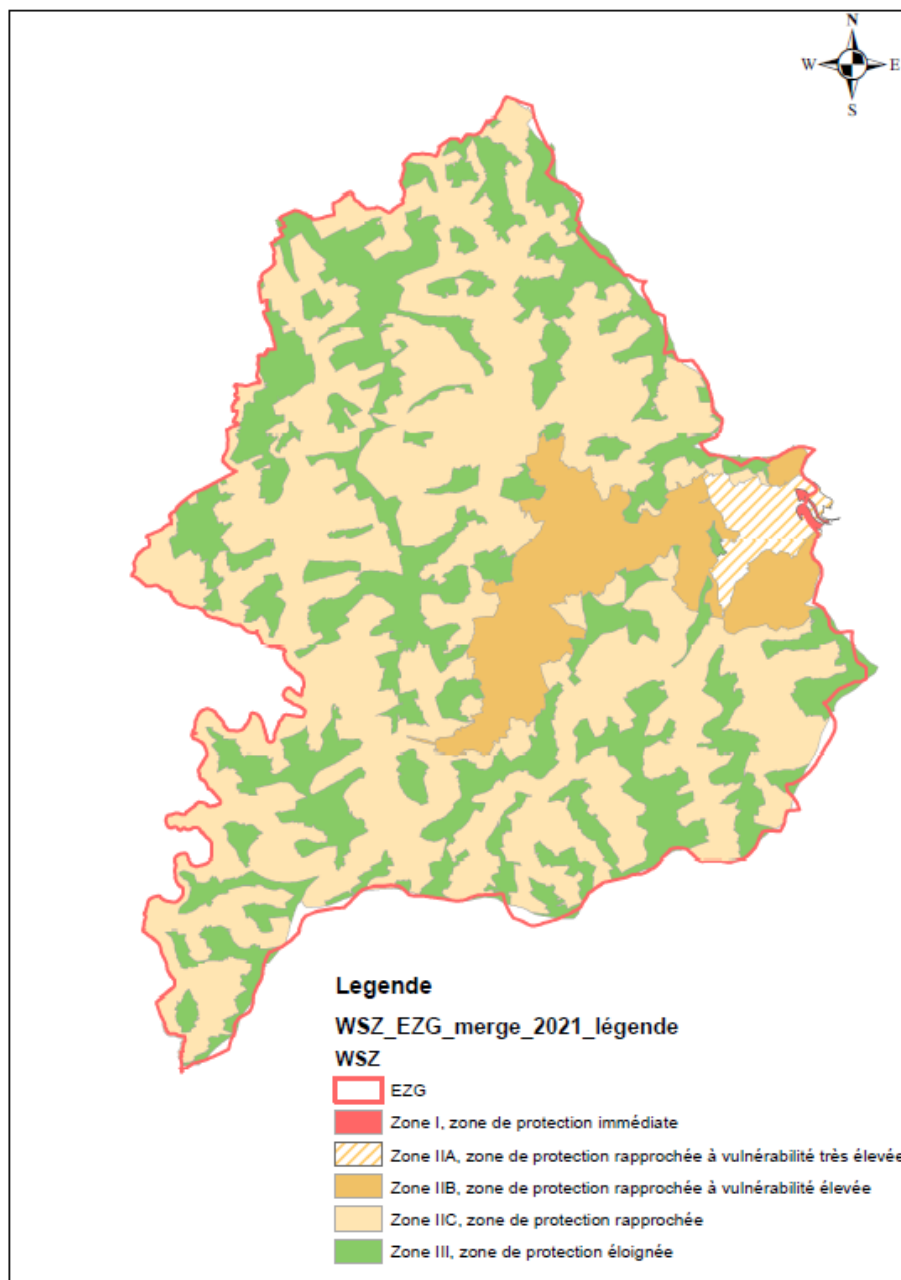 N
W E
S
Legende
WSZ_EZG_merge_2021_légende
WSZ
EZG
Zone I, zone de protection immédiate
Zone IIA, zone de protection rapprochée à vulnérabilité très élevée
Zone IIB, zone de protection rapprochée à vulnérabilité élevée
Zone IIC, zone de protection rapprochée
Zone III, zone de protection éloignée